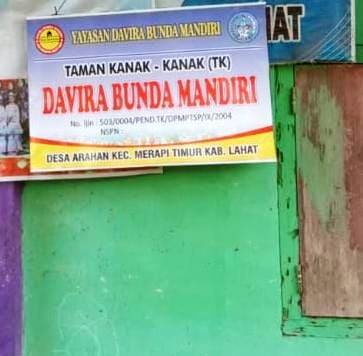 YAYASAN DAVIRA BUNDA MANDIRI
TAMAN KANAK - KANAK (TK)
DAVIRA BUNDA MANDIRI
No. Ijin : 503/0004/PEND.TK/DPMPTSP/IX/2004
NSPN :
DESA ARAHAN KEC. MERAPI TIMUR KAB. LAHAT
HAT